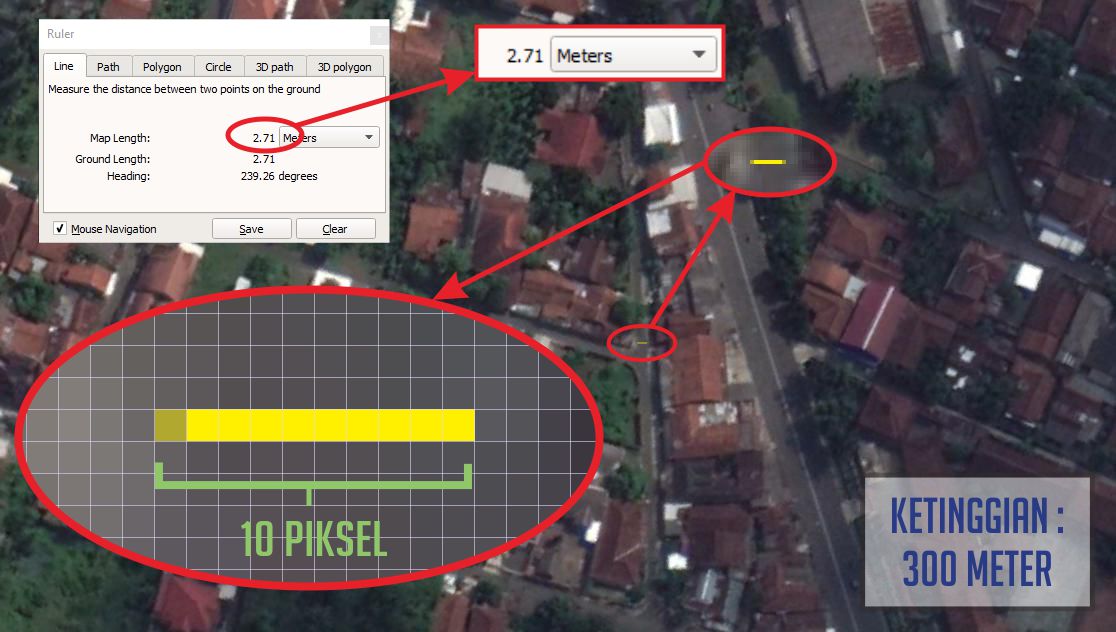 Ruler
Line Path Polygon Circle 3D path 3D polygon
Measure the distance between two points on the ground
Map Length: 2.71 Meters
Ground Length: 2.71
Heading: 239.26 degrees
Mouse Navigation Save Clear
2.71 Meters
10 PIKSEL
KETINGGIAN :
300 METER